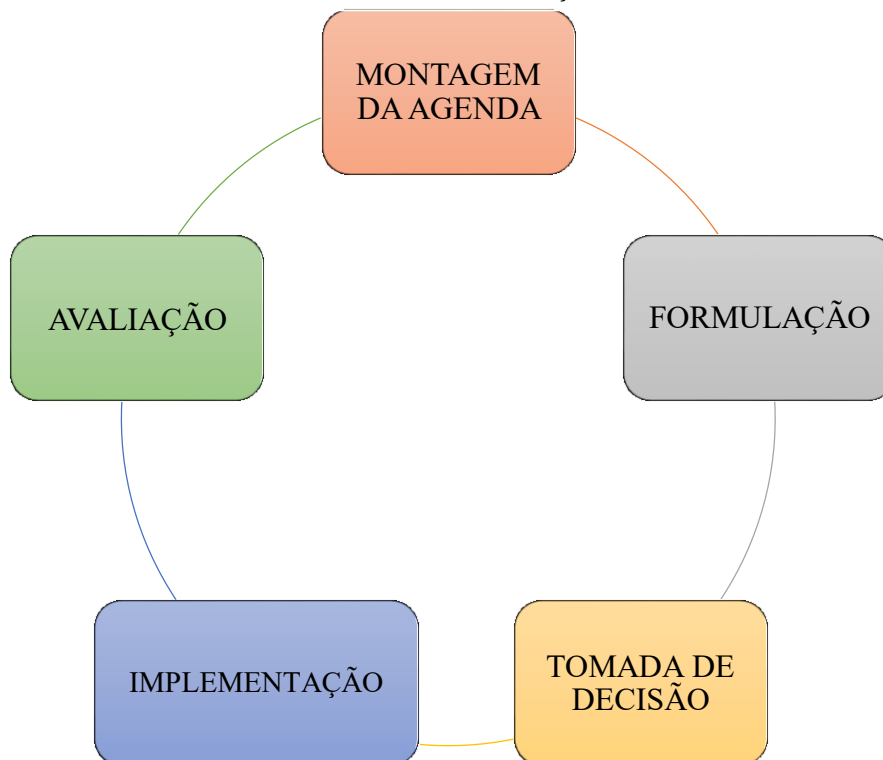 MONTAGEM
DA AGENDA
FORMULAÇÃO
TOMADA DE
DECISÃO
IMPLEMENTAÇÃO
AVALIAÇÃO